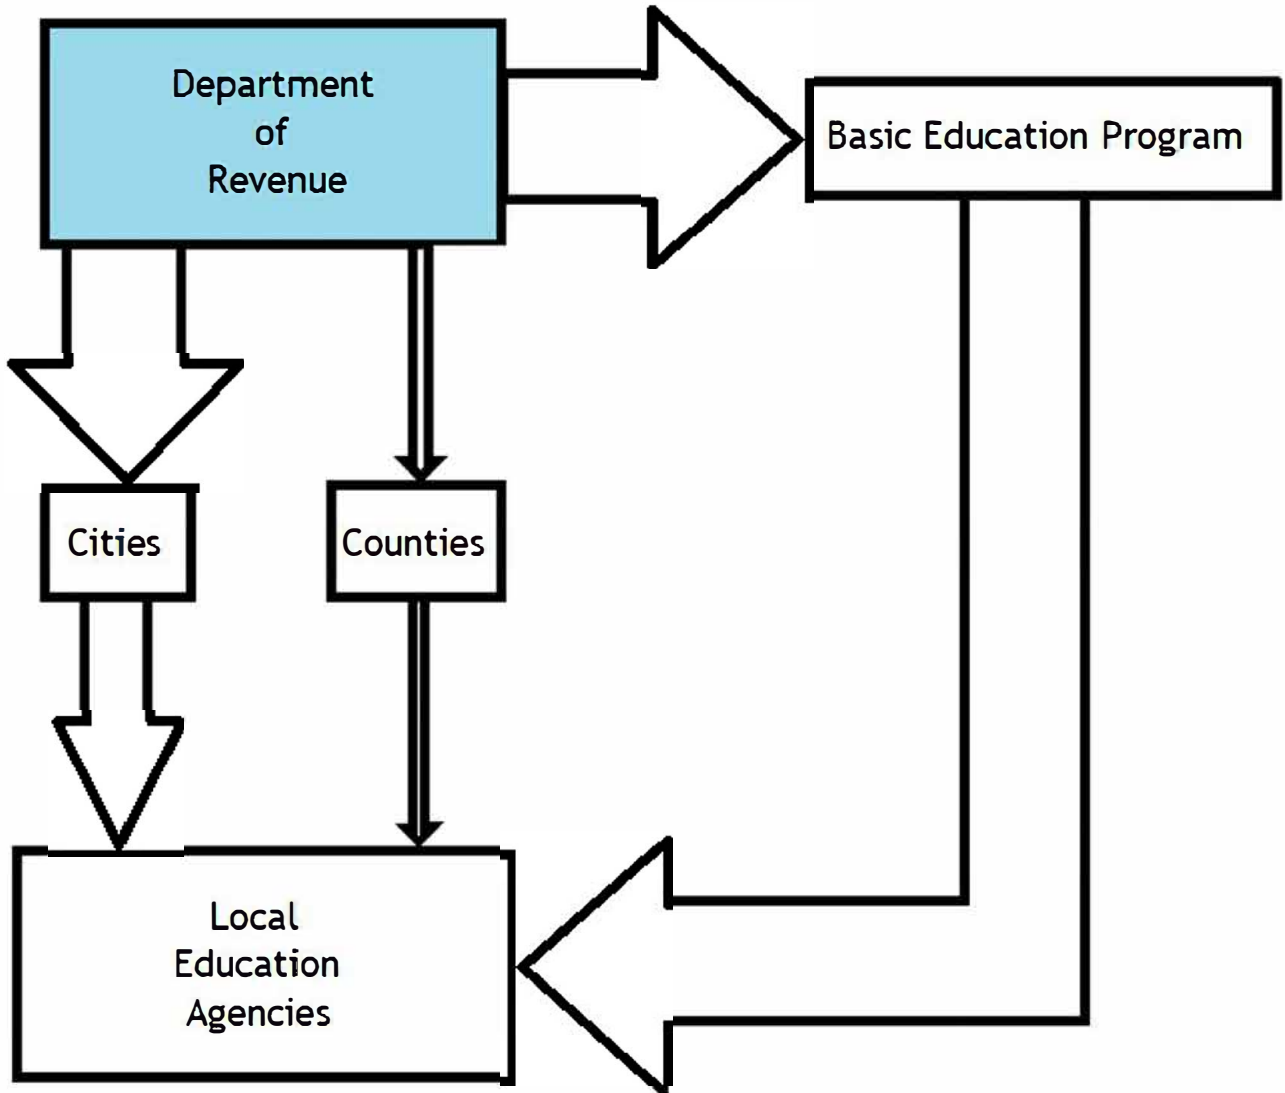 Department
of
Revenue
Basic Education Program
Cities
Counties
Local
Education
Agencies